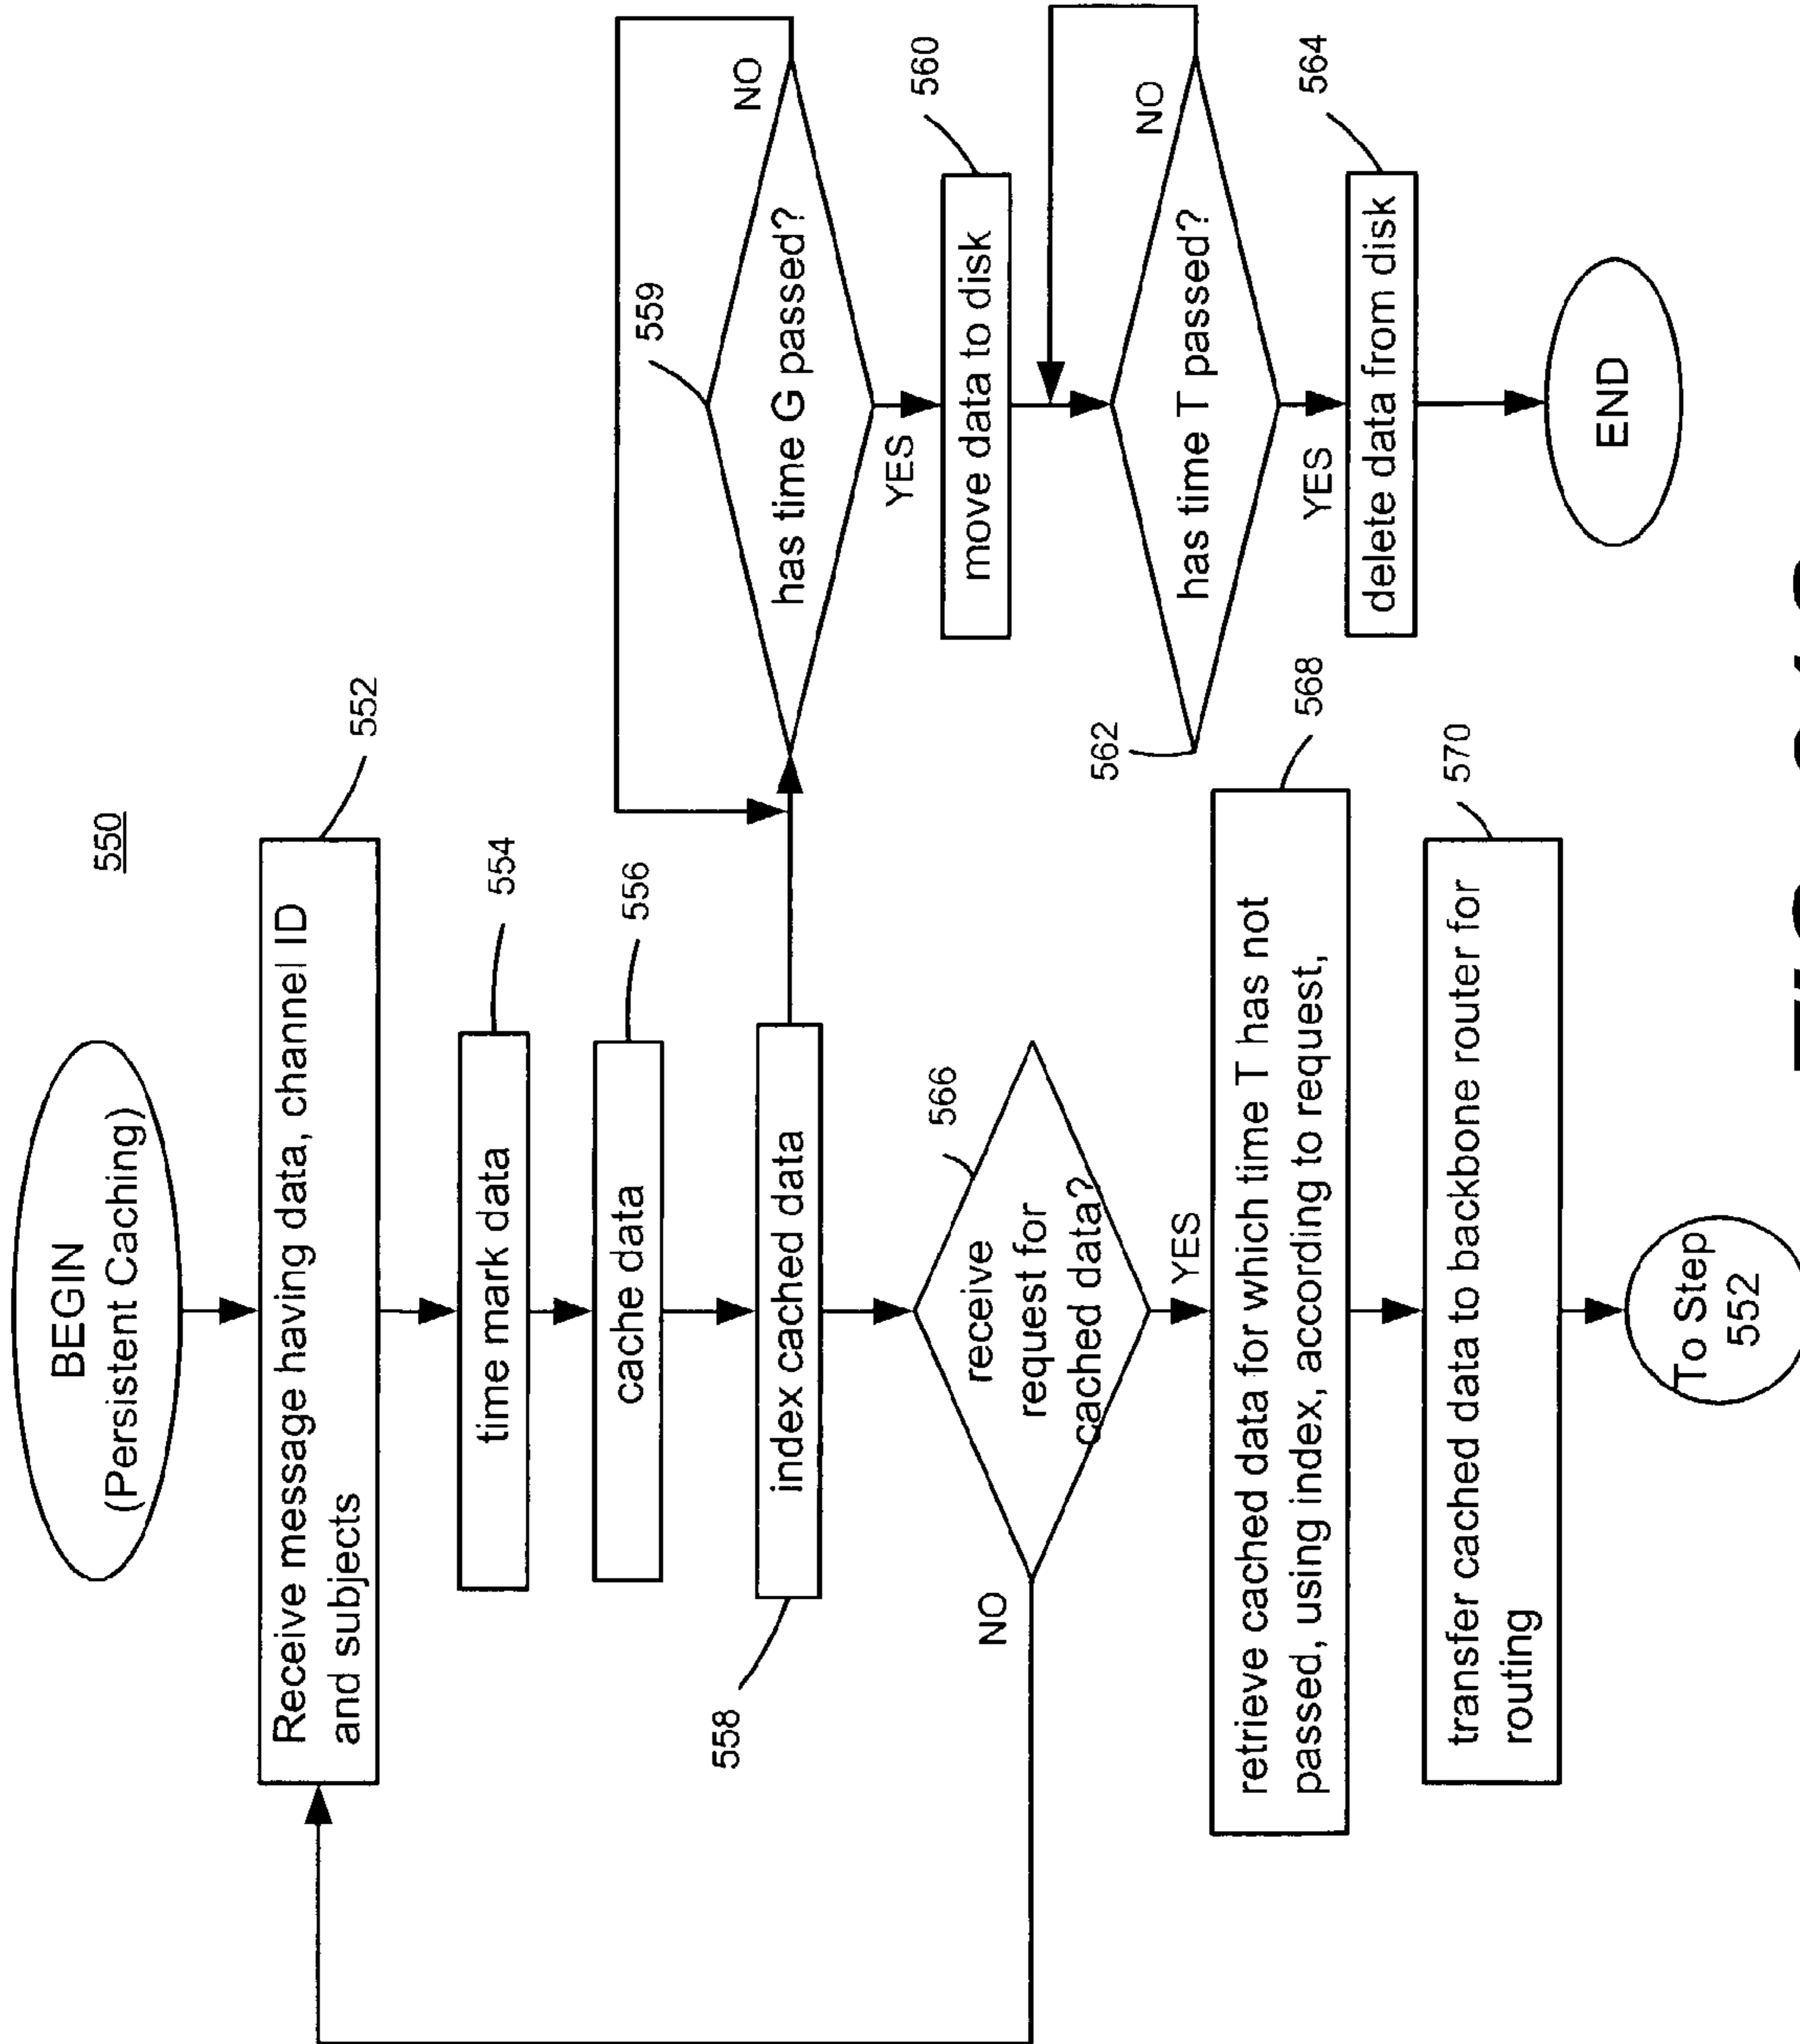 550
BEGIN
(Persistent Caching)
Receive message having data, channel ID
and subjects
552
time mark data
554
cache data
556
index cached data
558
receive
request for
cached data?
566
NO
YES
retrieve cached data for which time T has not
passed, using index, according to request,
568
transfer cached data to backbone router for
routing
570
To Step
552
has time G passed?
559
NO
YES
move data to disk
560
has time T passed?
562
NO
YES
delete data from disk
564
END